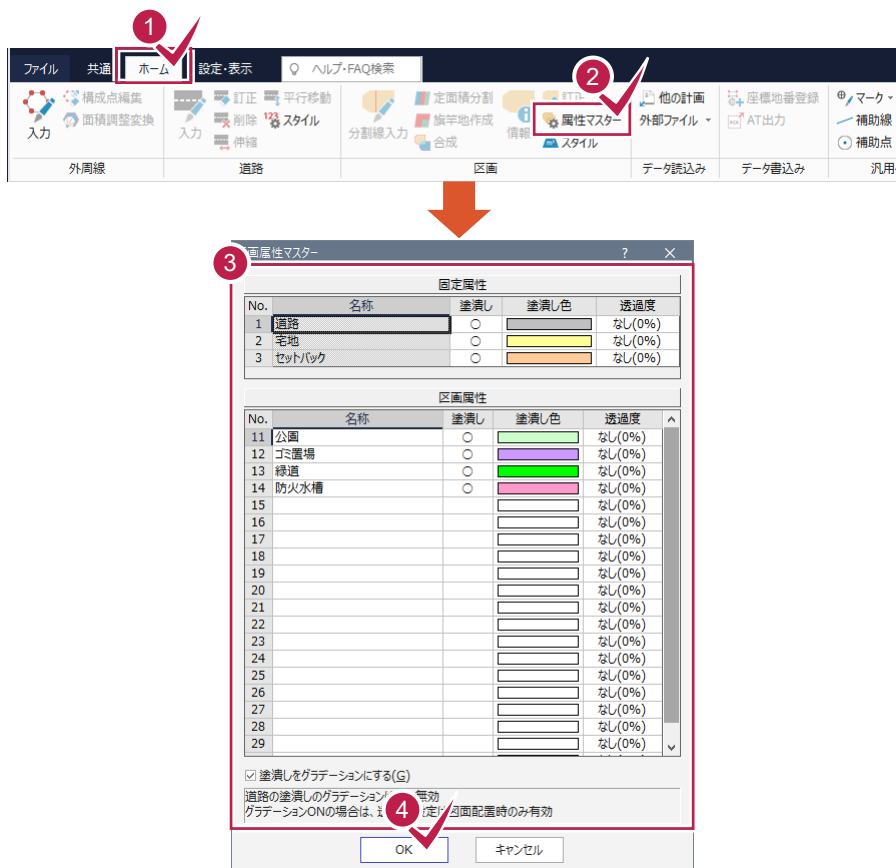 1
ファイル 共通 ホーム 設定・表示 ヘルプ・FAQ検索
2
入力 構成点編集 面積調整変換
外周線
入力 訂正 削除 伸縮 平行移動 123 スタイル
道路
分割線入力 定面積分割 旗竿地作成 合成 情報 訂正 属性マスター スタイル
区画
他の計画 外部ファイル
データ読込み
座標地番登録 AT出力
データ書込み
マーク 補助線 補助点
汎用
3
画属性マスター ? ×
固定属性
No. 名称 塗潰し 塗潰し色 透過度
1 道路 ○ なし(0%)
2 宅地 ○ なし(0%)
3 セットバック ○ なし(0%)
区画属性
No. 名称 塗潰し 塗潰し色 透過度
11 公園 ○ なし(0%)
12 ゴミ置場 ○ なし(0%)
13 緑道 ○ なし(0%)
14 防火水槽 ○ なし(0%)
15 なし(0%)
16 なし(0%)
17 なし(0%)
18 なし(0%)
19 なし(0%)
20 なし(0%)
21 なし(0%)
22 なし(0%)
23 なし(0%)
24 なし(0%)
25 なし(0%)
26 なし(0%)
27 なし(0%)
28 なし(0%)
29 なし(0%)
塗潰しをグラデーションにする(G)
道路の塗潰しのグラデーション 無効
グラデーションONの場合は、 図面配置時のみ有効
4
OK キャンセル